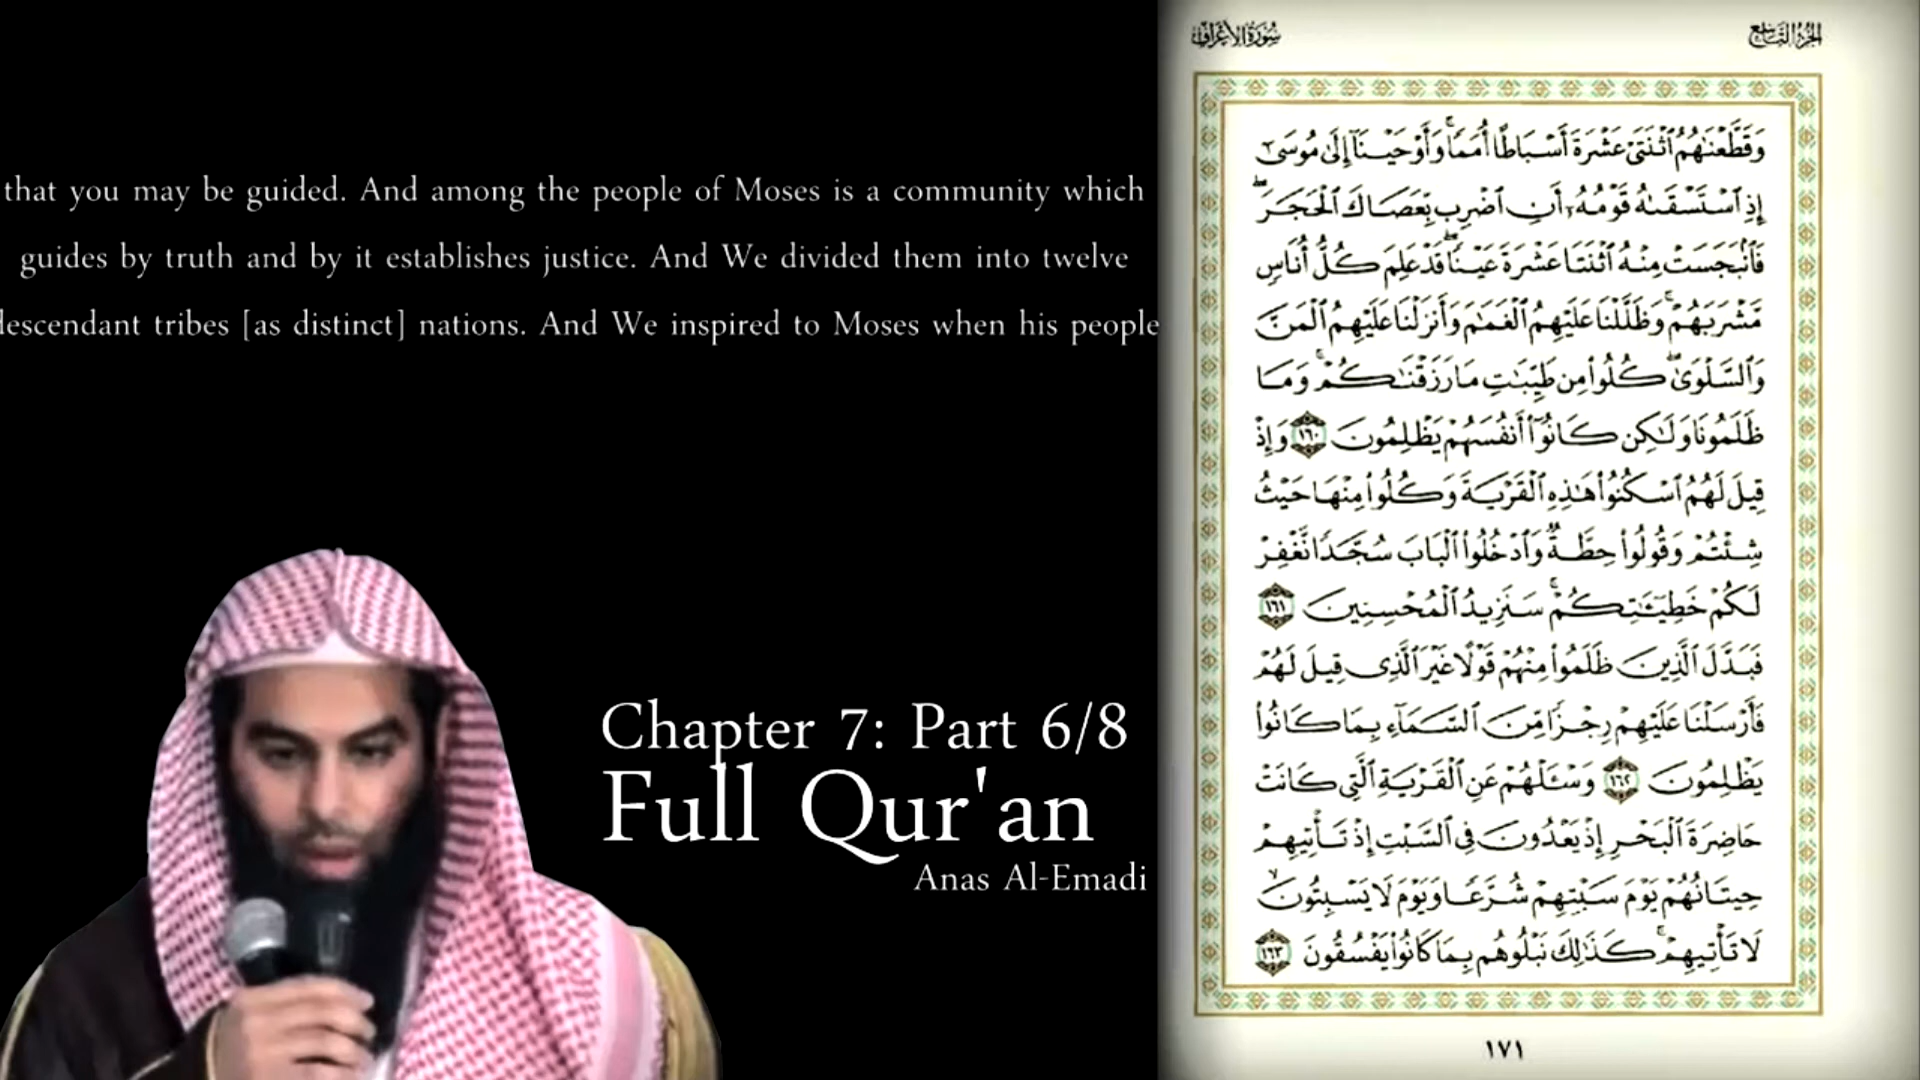 that you may be guided. And among the people of Moses is a community which
guides by truth and by it establishes justice. And We divided them into twelve
descendant tribes [as distinct] nations. And We inspired to Moses when his people
Chapter 7: Part 6/8
Full Qur'an
Anas Al-Emadi
الجزء التاسع
سورة الأعراف
وَقَطَّعْنَٰهُمُ ٱثْنَتَىْ عَشْرَةَ أَسْبَاطًا أُمَمًا ۚ وَأَوْحَيْنَآ إِلَىٰ مُوسَىٰٓ
إِذِ ٱسْتَسْقَىٰهُ قَوْمُهُۥٓ أَنِ ٱضْرِب بِّعَصَاكَ ٱلْحَجَرَ ۖ
فَٱنۢبَجَسَتْ مِنْهُ ٱثْنَتَا عَشْرَةَ عَيْنًا ۖ قَدْ عَلِمَ كُلُّ أُنَاسٍ
مَّشْرَبَهُمْ ۚ وَظَلَّلْنَا عَلَيْهِمُ ٱلْغَمَٰمَ وَأَنزَلْنَا عَلَيْهِمُ ٱلْمَنَّ
وَٱلسَّلْوَىٰ ۖ كُلُوا۟ مِن طَيِّبَٰتِ مَا رَزَقْنَٰكُمْ ۚ وَمَا
ظَلَمُونَا وَلَٰكِن كَانُوٓا۟ أَنفُسَهُمْ يَظْلِمُونَ ١٦٠ وَإِذْ
قِيلَ لَهُمُ ٱسْكُنُوا۟ هَٰذِهِ ٱلْقَرْيَةَ وَكُلُوا۟ مِنْهَا حَيْثُ
شِئْتُمْ وَقُولُوا۟ حِطَّةٌ وَٱدْخُلُوا۟ ٱلْبَابَ سُجَّدًا نَّغْفِرْ
لَكُمْ خَطِيٓـَٰٔتِكُمْ ۚ سَنَزِيدُ ٱلْمُحْسِنِينَ ١٦١
فَبَدَّلَ ٱلَّذِينَ ظَلَمُوا۟ مِنْهُمْ قَوْلًا غَيْرَ ٱلَّذِى قِيلَ لَهُمْ
فَأَرْسَلْنَا عَلَيْهِمْ رِجْزًا مِّنَ ٱلسَّمَآءِ بِمَا كَانُوا۟
يَظْلِمُونَ ١٦٢ وَسْـَٔلْهُمْ عَنِ ٱلْقَرْيَةِ ٱلَّتِى كَانَتْ
حَاضِرَةَ ٱلْبَحْرِ إِذْ يَعْدُونَ فِى ٱلسَّبْتِ إِذْ تَأْتِيهِمْ
حِيتَانُهُمْ يَوْمَ سَبْتِهِمْ شُرَّعًا وَيَوْمَ لَا يَسْبِتُونَ ۙ
لَا تَأْتِيهِمْ ۚ كَذَٰلِكَ نَبْلُوهُم بِمَا كَانُوا۟ يَفْسُقُونَ ١٦٣
١٧١